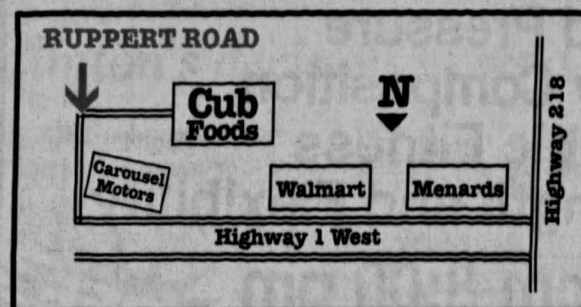 RUPPERT ROAD
Cub
Foods
N
Carousel
Motors
Walmart
Menards
Highway 218
Highway 1 West